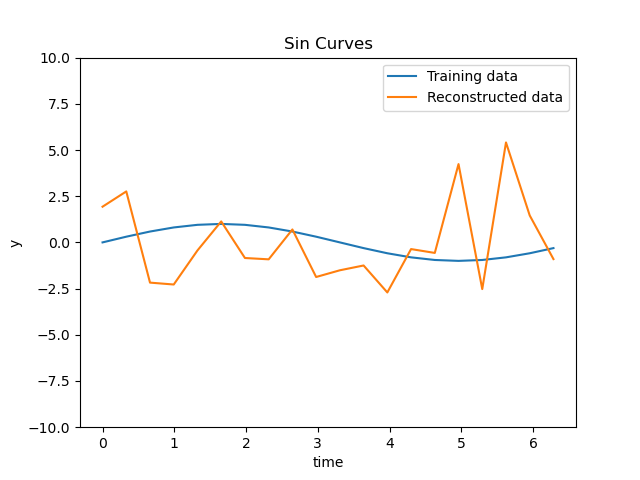 Sin Curves
Training data
Reconstructed data
10.0
7.5
5.0
2.5
0.0
−2.5
−5.0
−7.5
−10.0
y
0 1 2 3 4 5 6
time